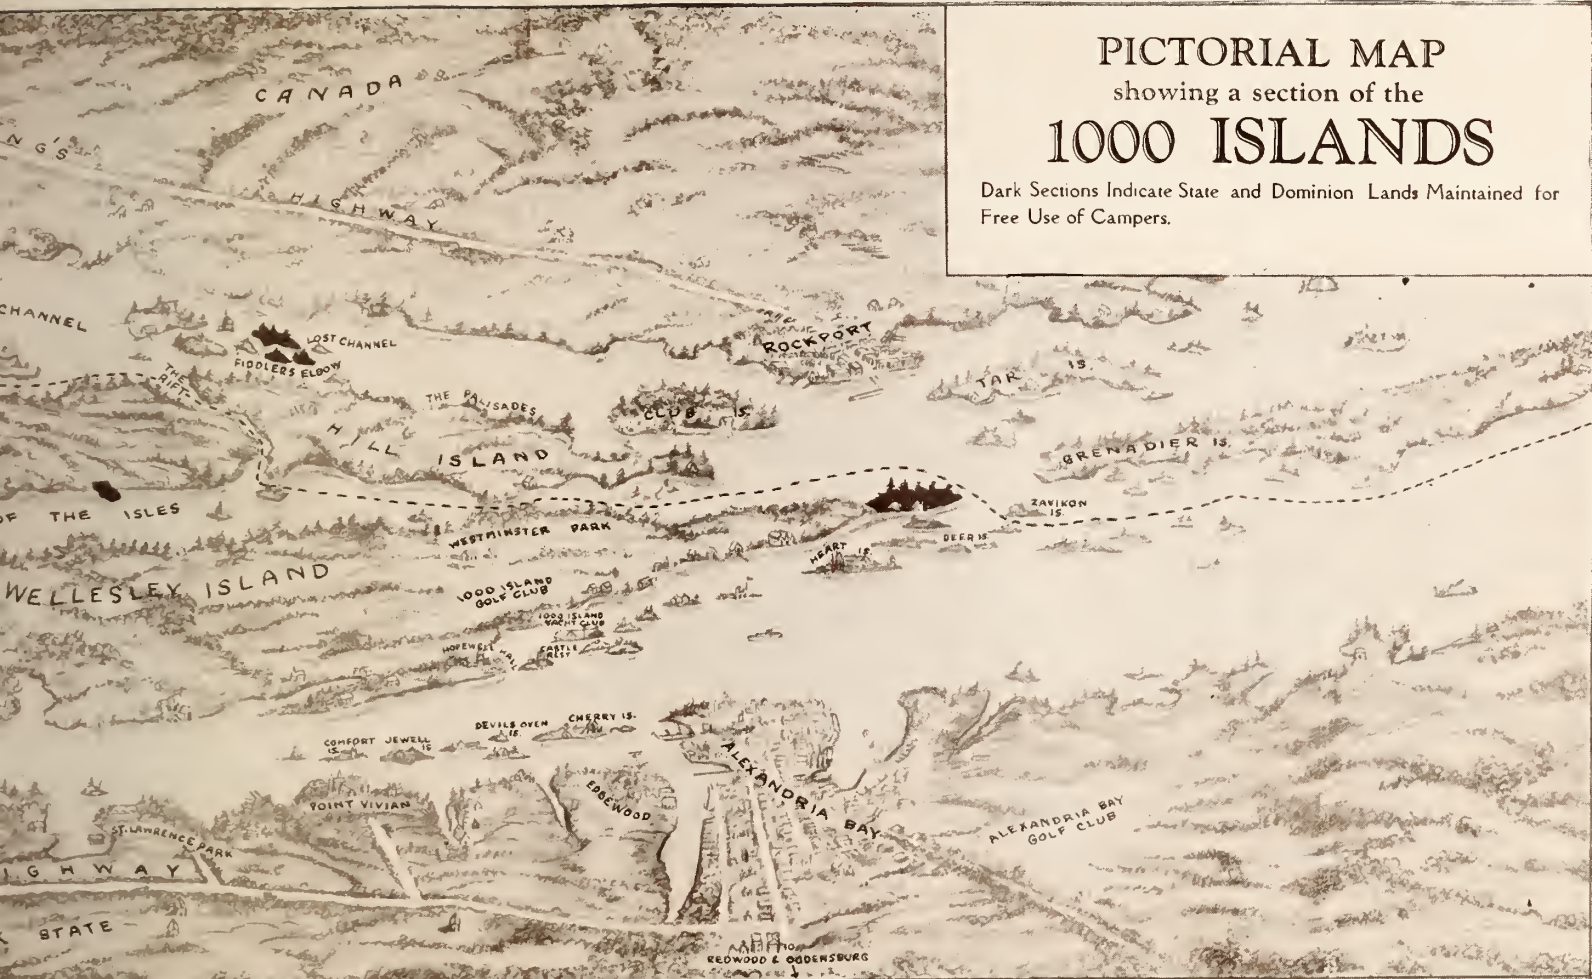 PICTORIAL MAP
showing a section of the
1000 ISLANDS
Dark Sections Indicate State and Dominion Lands Maintained for
Free Use of Campers.
CANADA
NG'S
HIGHWAY
CHANNEL
LOST CHANNEL
FIDDLERS ELBOW
THE
RIFT
ROCKPORT
THE PALISADES
HILL ISLAND
CLUB IS.
TAR IS.
GRENADIER IS.
ZAVIKON
IS.
DEER IS.
OF THE ISLES
WESTMINSTER PARK
HEART IS.
WELLESLEY ISLAND
1000 ISLAND
GOLF CLUB
1000 ISLAND
YACHT CLUB
HOPEWELL HALL
CASTLE
REST
DEVILS OVEN
IS.
CHERRY IS.
COMFORT
IS.
JEWELL
IS
ALEXANDRIA BAY
EDGEWOOD
POINT VIVIAN
ST. LAWRENCE PARK
ALEXANDRIA BAY
GOLF CLUB
IGHWAY
K STATE
TO
REDWOOD & OGDENSBURG